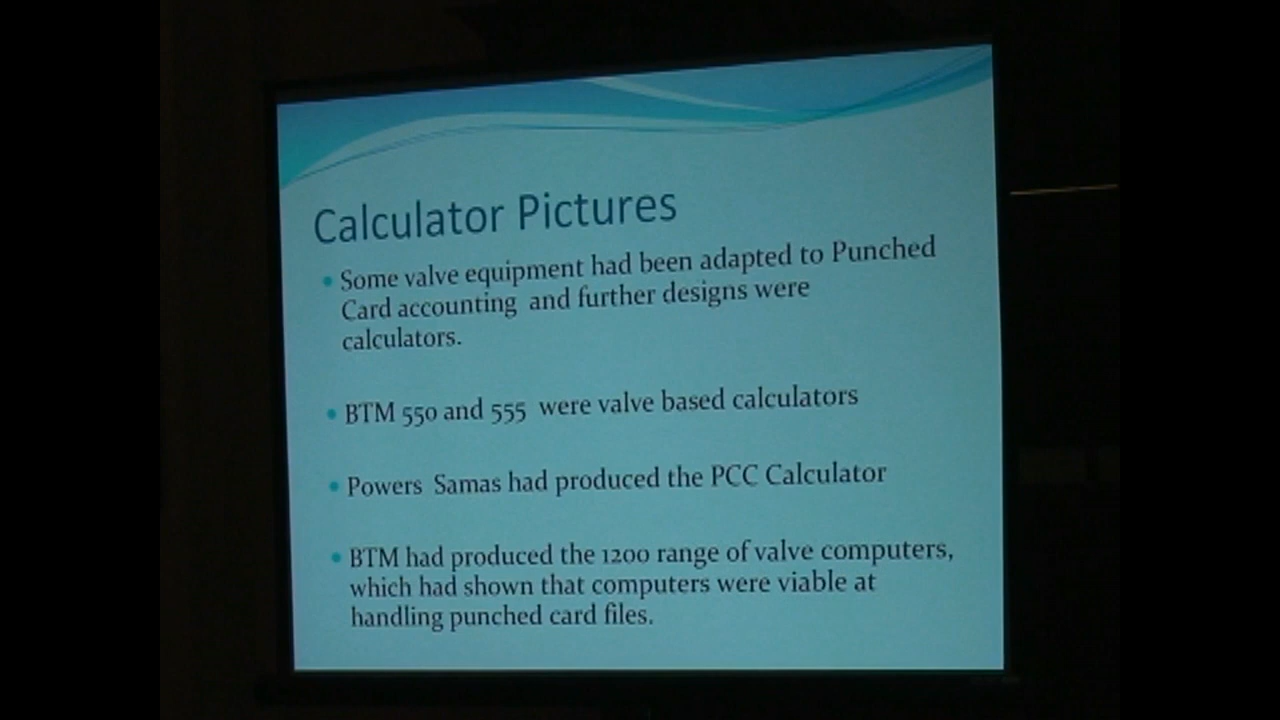 Calculator Pictures
Some valve equipment had been adapted to Punched
Card accounting and further designs were
calculators.
BTM 550 and 555 were valve based calculators
Powers Samas had produced the PCC Calculator
BTM had produced the 1200 range of valve computers,
which had shown that computers were viable at
handling punched card files.